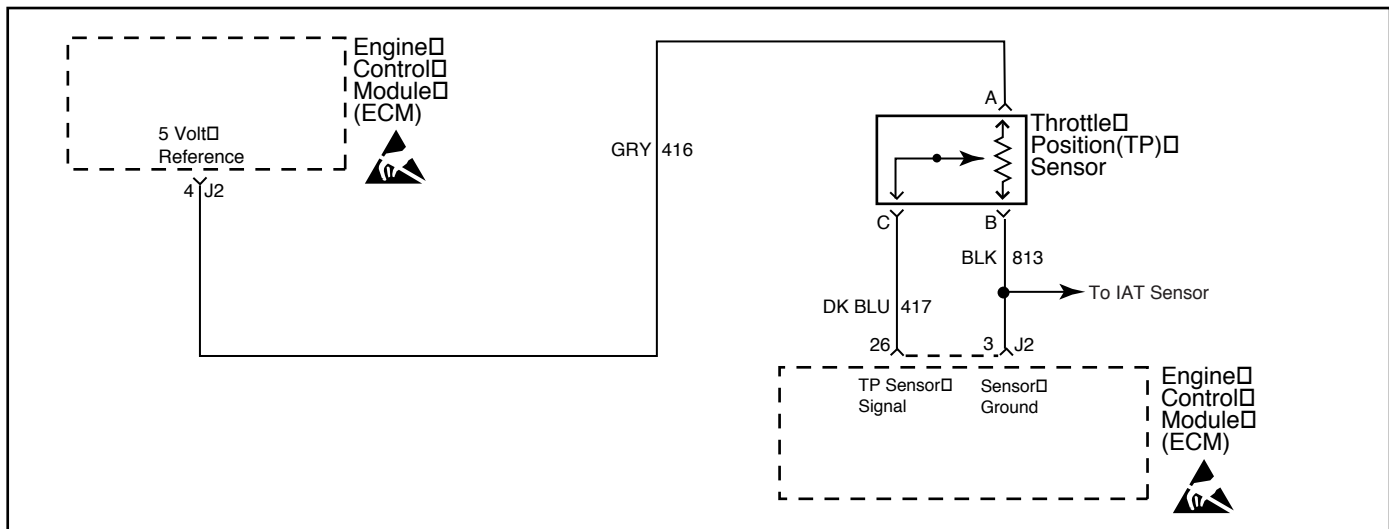 Engine
Control
Module
(ECM)
5 Volt
Reference
4 J2
GRY 416
A
Throttle
Position(TP)
Sensor
C B
BLK 813
To IAT Sensor
DK BLU 417
26 3 J2
TP Sensor
Signal
Sensor
Ground
Engine
Control
Module
(ECM)